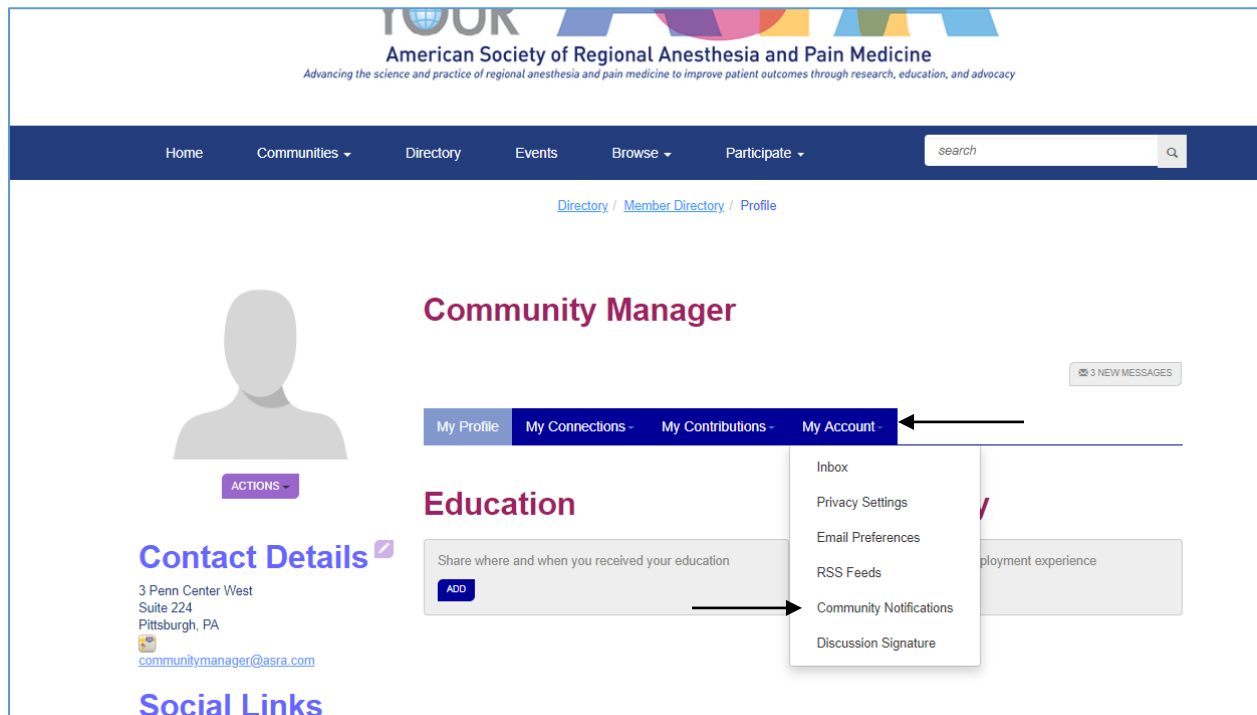 YOUR
American Society of Regional Anesthesia and Pain Medicine
Advancing the science and practice of regional anesthesia and pain medicine to improve patient outcomes through research, education, and advocacy
Home Communities Directory Events Browse Participate search
Directory / Member Directory / Profile
Community Manager
3 NEW MESSAGES
My Profile My Connections My Contributions My Account
Inbox
Privacy Settings
Email Preferences
RSS Feeds
Community Notifications
Discussion Signature
ACTIONS
Education y
Share where and when you received your education ployment experience
ADD
Contact Details
3 Penn Center West
Suite 224
Pittsburgh, PA
communitymanager@asra.com
Social Links